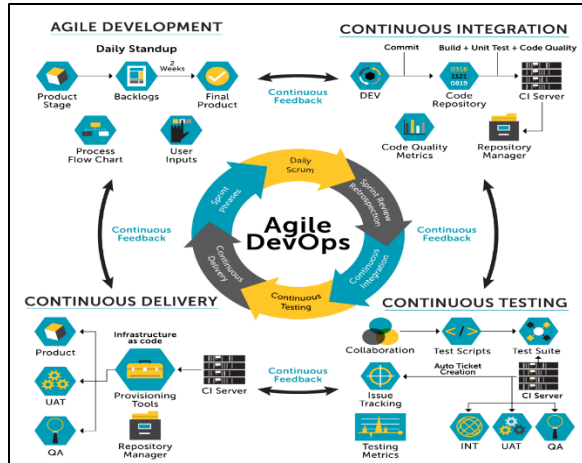 AGILE DEVELOPMENT
Daily Standup
2
Weeks
Product
Stage
Backlogs
Final
Product
Process
Flow Chart
User
Inputs
Continuous
Feedback
CONTINUOUS INTEGRATION
Commit
Build + Unit Test + Code Quality
0316
1121
0819
DEV
Code
Repository
CI Server
Code Quality
Metrics
Repository
Manager
Continuous
Feedback
Continuous
Feedback
Agile
DevOps
Daily
Scrum
Sprint Review
Retrospection
Continuous
Integration
Continuous
Testing
Continuous
Delivery
Sprint
Phrases
CONTINUOUS DELIVERY
Product
Infrastructure
as code
UAT
Provisioning
Tools
CI Server
QA
Repository
Manager
Continuous
Feedback
CONTINUOUS TESTING
Collaboration
</>
Test Scripts
Test Suite
Auto Ticket
Creation
Issue
Tracking
CI Server
Testing
Metrics
INT
UAT
QA